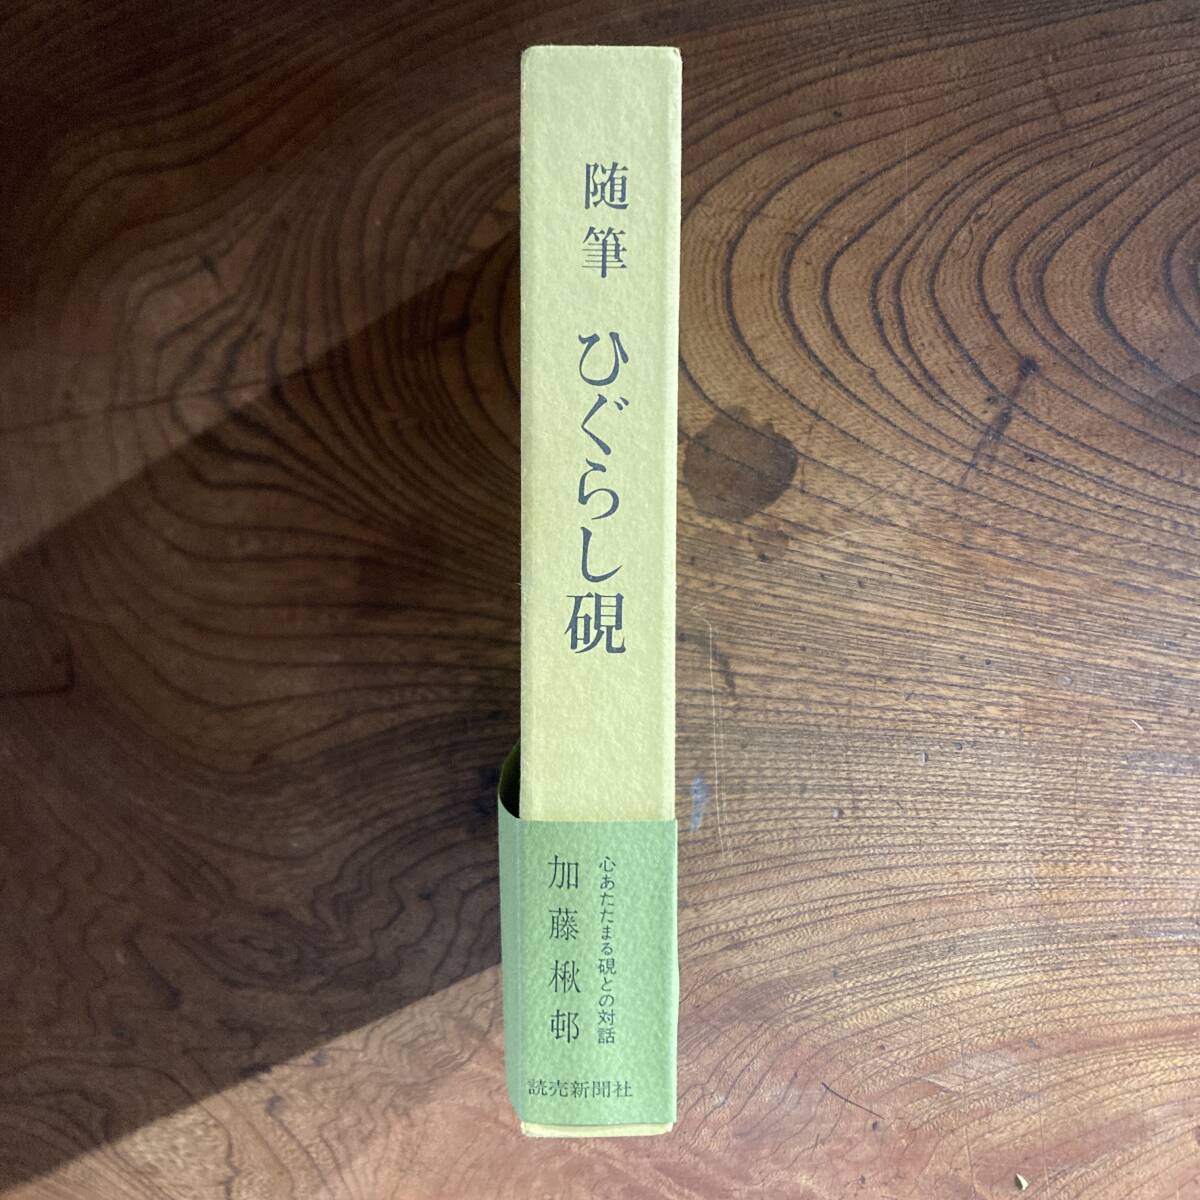 随筆 ひぐらし硯
心あたたまる硯との対話
加藤楸邨
読売新聞社